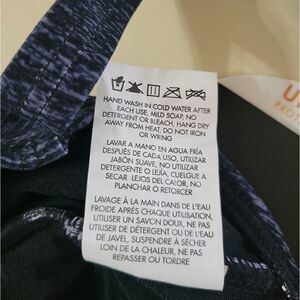 HAND WASH IN COLD WATER AFTER
EACH USE, MILD SOAP, NO
DETERGENT OR BLEACH, HANG DRY
AWAY FROM HEAT, DO NOT IRON
OR WRING
LAVAR A MANO EN AGUA FRÍA
DESPUÉS DE CADA USO, UTILIZAR
JABÓN SUAVE, NO UTILIZAR
DETERGENTE O LEJÍA, CUELGUE A
SECAR LEJOS DEL CALOR, NO
PLANCHAR O RETORCER
LAVAGE À LA MAIN DANS DE L'EAU
FROIDE APRÈS CHAQUE UTILISATION,
UTILISER UN SAVON DOUX, NE PAS
UTILISER DE DÉTERGENT OU DE L'EAU
DE JAVEL, SUSPENDRE À SÉCHER
LOIN DE LA CHALEUR, NE PAS
REPASSER OU TORDRE
U
PRO